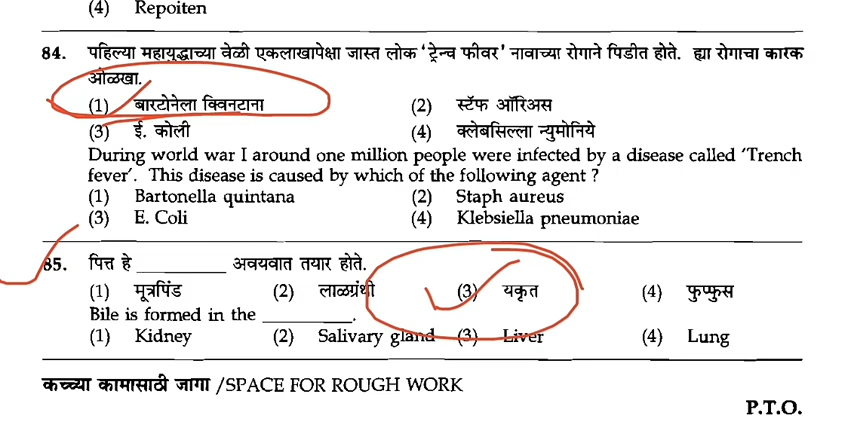 (4) Repoiten
84. पहिल्या महायुद्धाच्या वेळी एकलाखापेक्षा जास्त लोक ‘ट्रेन्च फीवर’ नावाच्या रोगाने पिडीत होते. ह्या रोगाचा कारक
ओळखा.
(1) बारटोनेला क्विनटाना (2) स्टॅफ ऑरिअस
(3) ई. कोली (4) क्लेबसिल्ला न्युमोनिये
During world war I around one million people were infected by a disease called ‘Trench
fever’. This disease is caused by which of the following agent ?
(1) Bartonella quintana (2) Staph aureus
(3) E. Coli (4) Klebsiella pneumoniae
85. पित्त हे __________ अवयवात तयार होते.
(1) मूत्रपिंड (2) लाळग्रंथी (3) यकृत (4) फुप्फुस
Bile is formed in the __________.
(1) Kidney (2) Salivary gland (3) Liver (4) Lung
कच्च्या कामासाठी जागा /SPACE FOR ROUGH WORK
P.T.O.